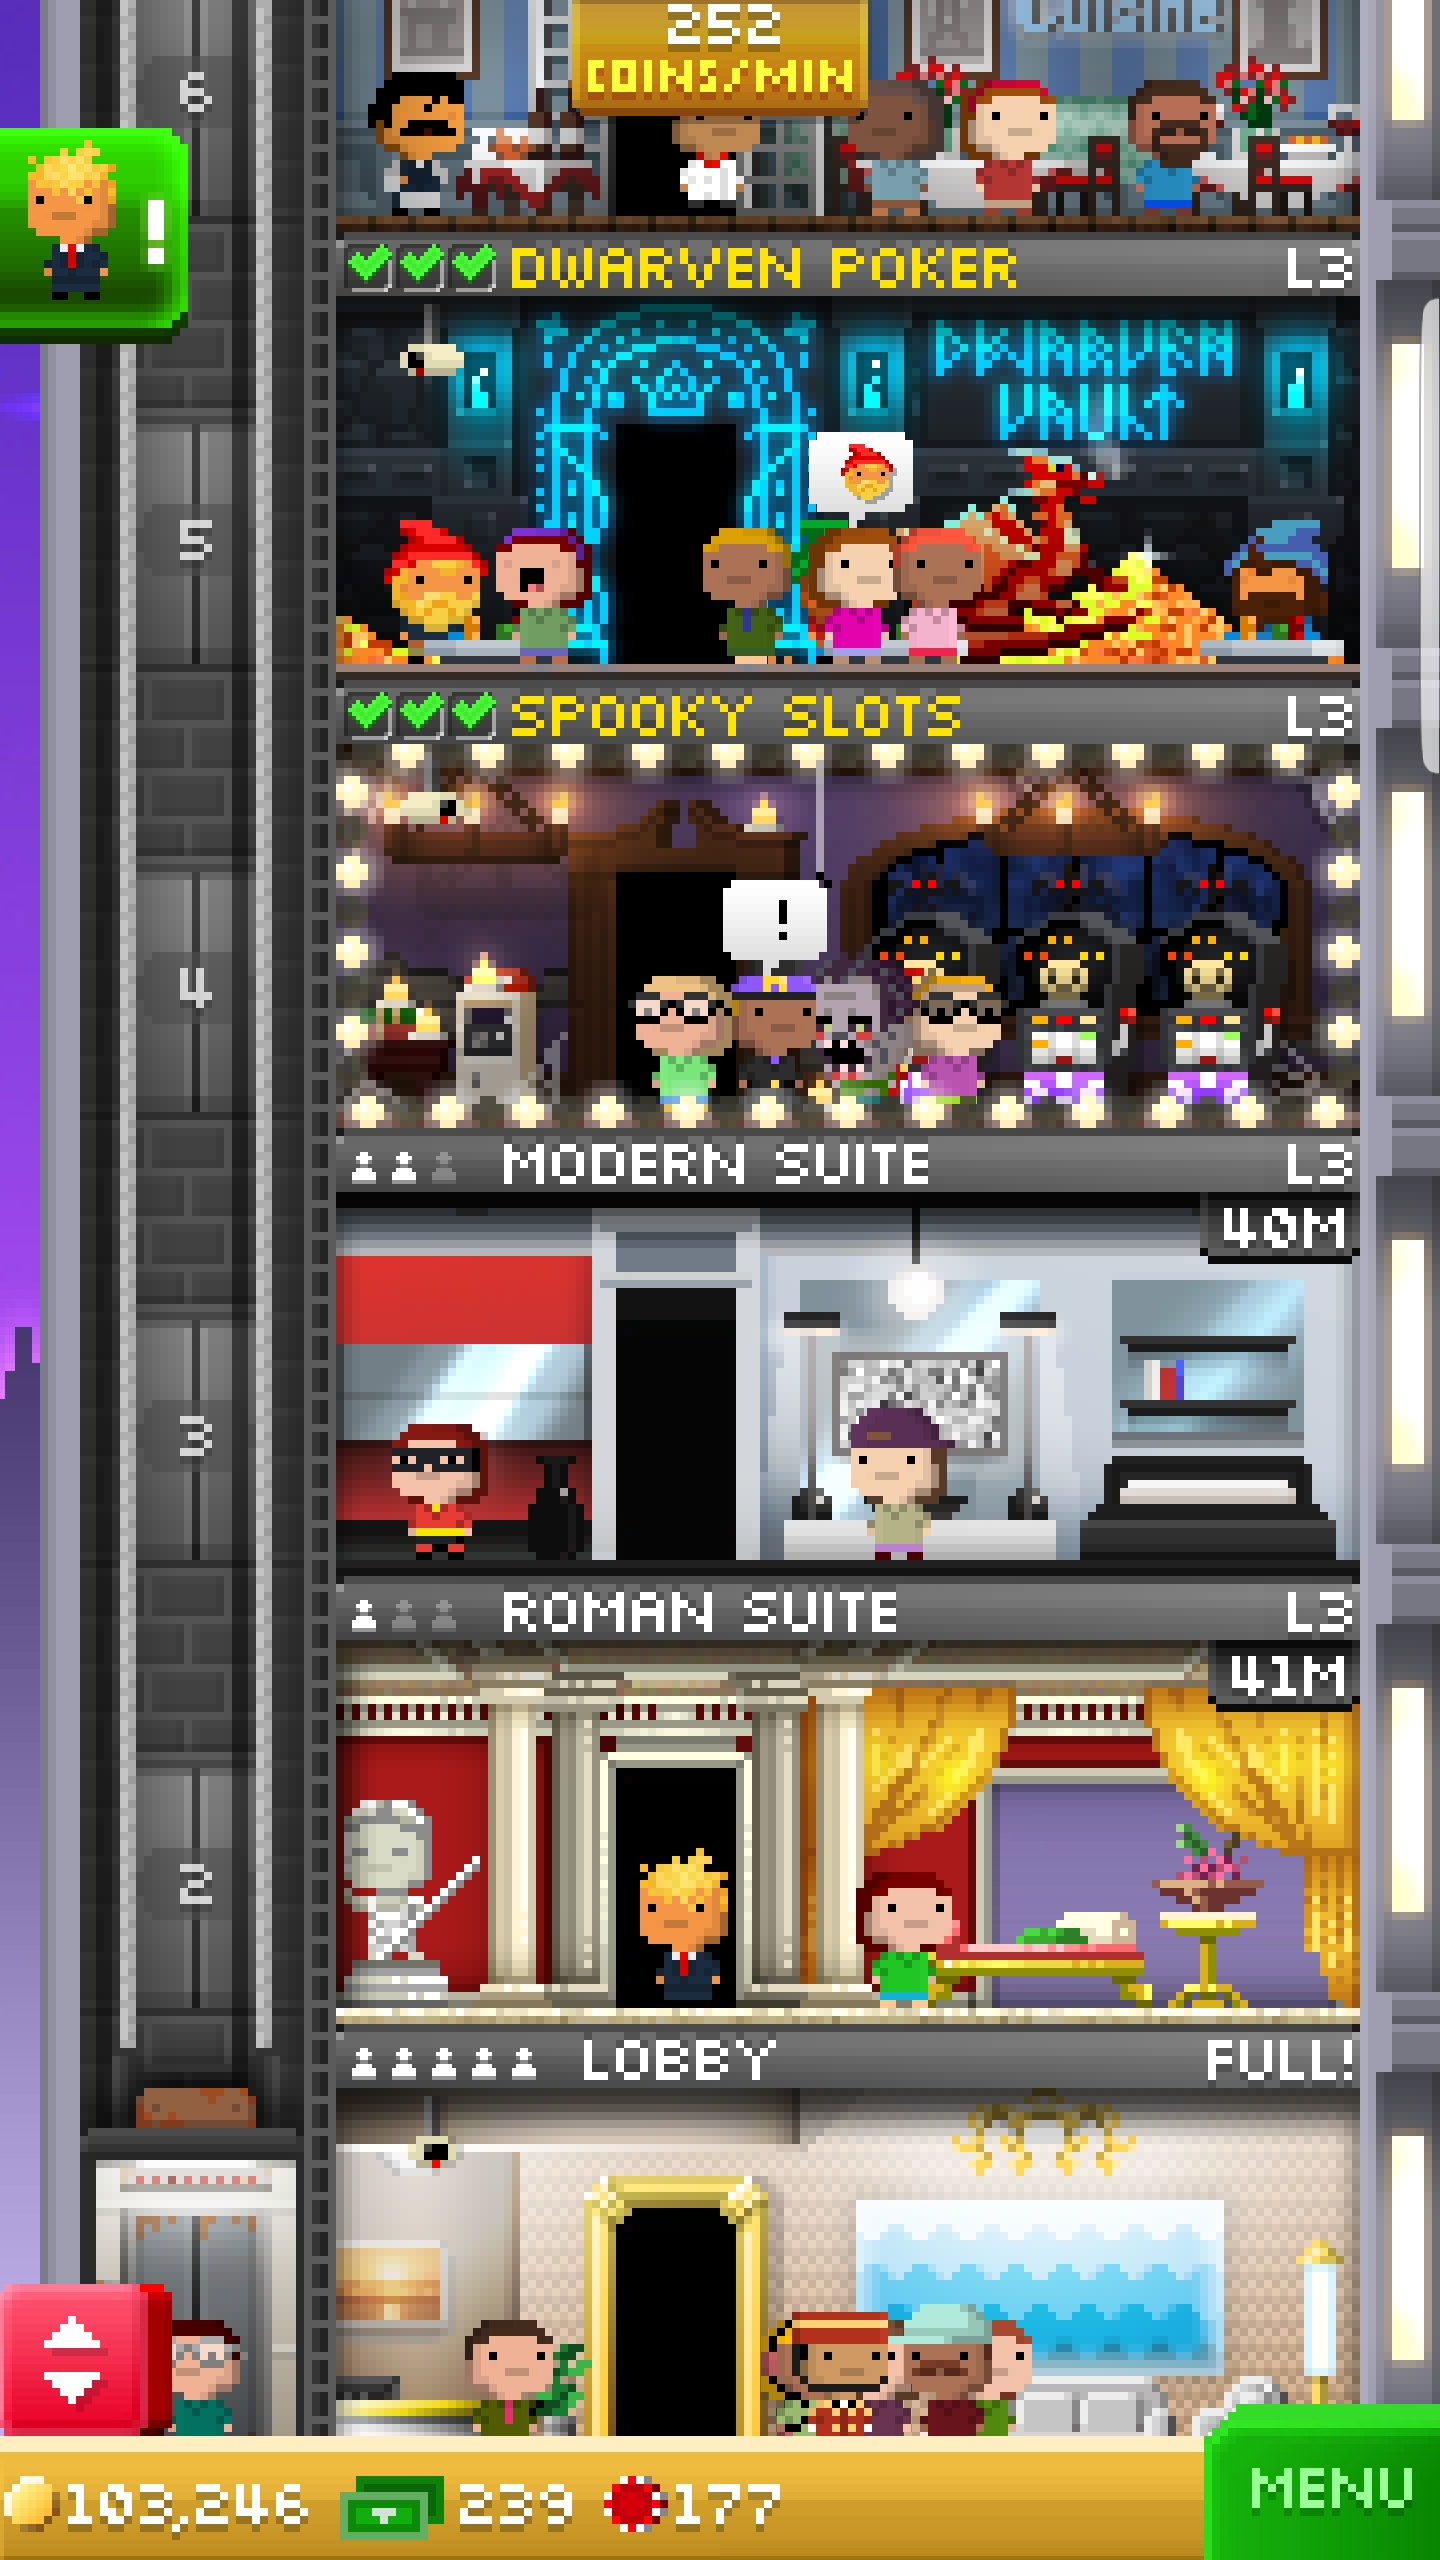 Cuisine
252
COINS/MIN
6
!
DWARVEN POKER L3
DWARVEN
VAULT
5
SPOOKY SLOTS L3
!
4
MODERN SUITE L3
40M
3
ROMAN SUITE L3
41M
2
LOBBY FULL!
103,246 239 177
MENU